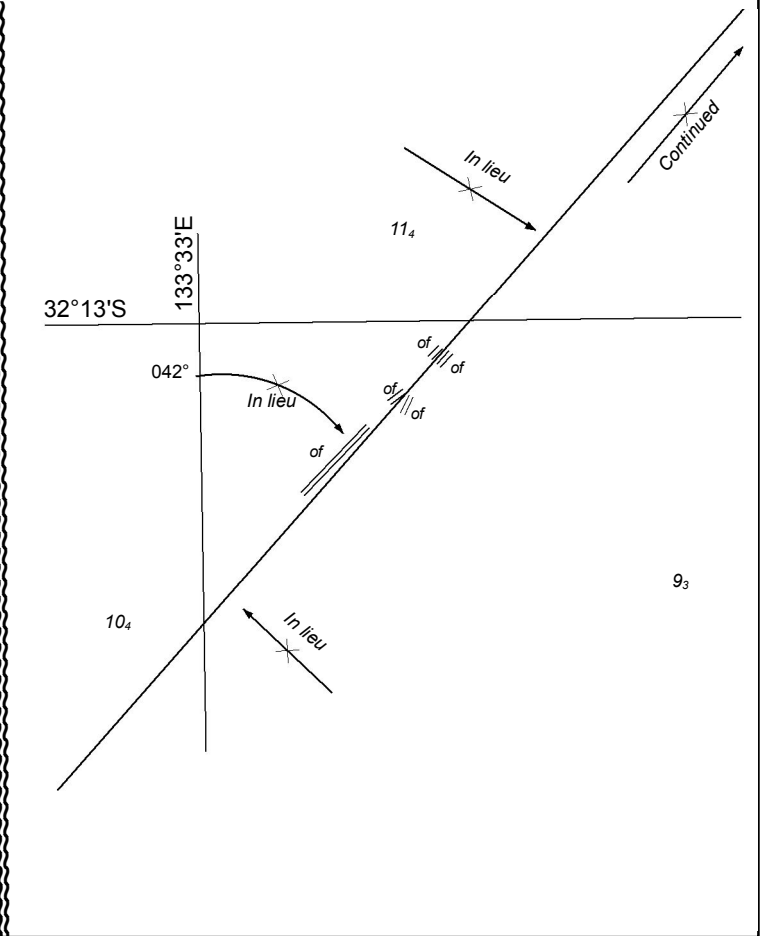 Continued
In lieu
11₄
133°33'E
32°13'S
of
of
042°
In lieu
of
of
of
9₃
10₄
In lieu